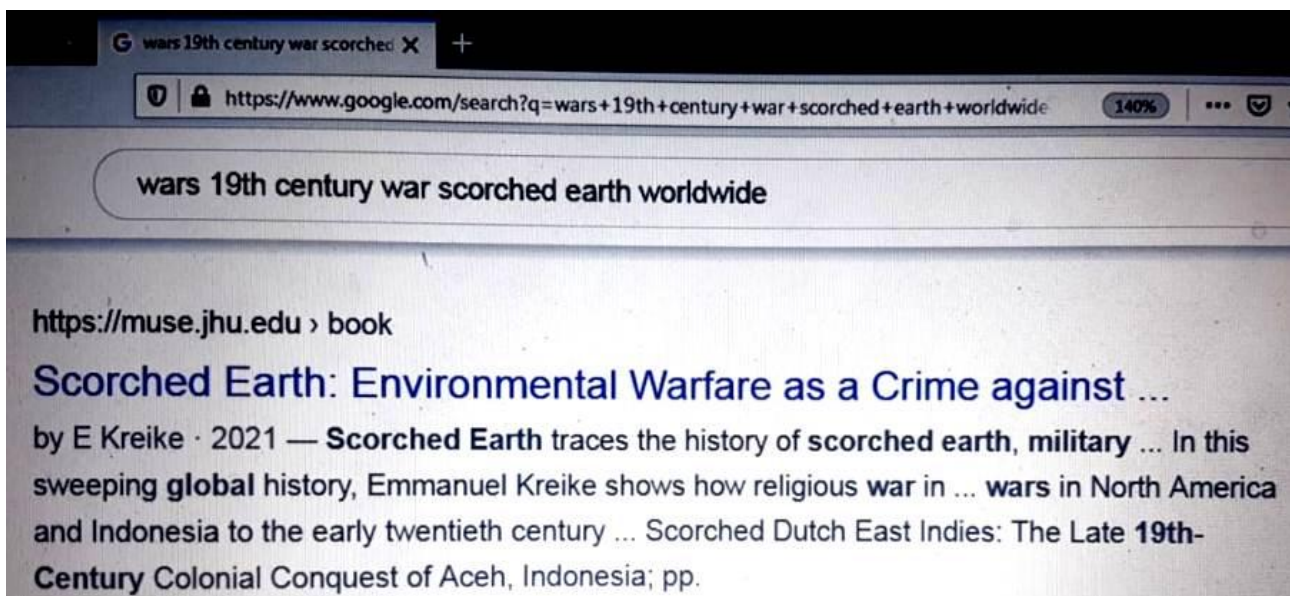 G wars 19th century war scorched
https://www.google.com/search?q=wars+19th+century+war+scorched+earth+worldwide 140%
wars 19th century war scorched earth worldwide
https://muse.jhu.edu › book
Scorched Earth: Environmental Warfare as a Crime against ...
by E Kreike · 2021 — Scorched Earth traces the history of scorched earth, military ... In this
sweeping global history, Emmanuel Kreike shows how religious war in ... wars in North America
and Indonesia to the early twentieth century ... Scorched Dutch East Indies: The Late 19th-
Century Colonial Conquest of Aceh, Indonesia; pp.